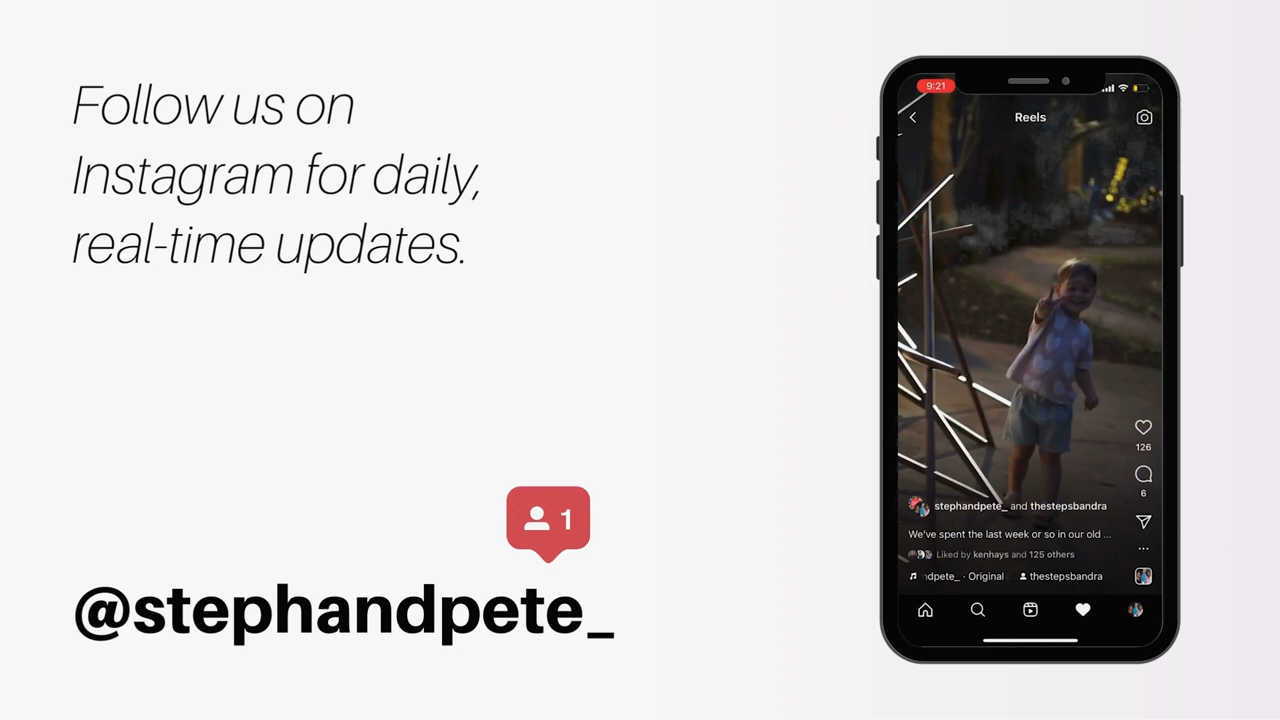 Follow us on
Instagram for daily,
real-time updates.
1
@stephandpete_
9:21
Reels
126
6
stephandpete_ and thestepsbandra
We've spent the last week or so in our old ...
Liked by kenhays and 125 others
ndpete_ · Original
thestepsbandra